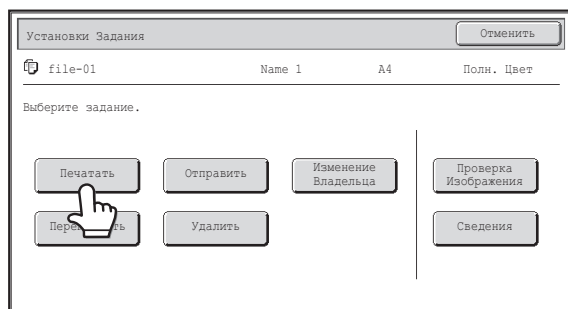 Установки Задания
Отменить
file-01 Name 1 A4 Полн. Цвет
Выберите задание.
Печатать Отправить Изменение Владельца Проверка Изображения
Удалить Сведения